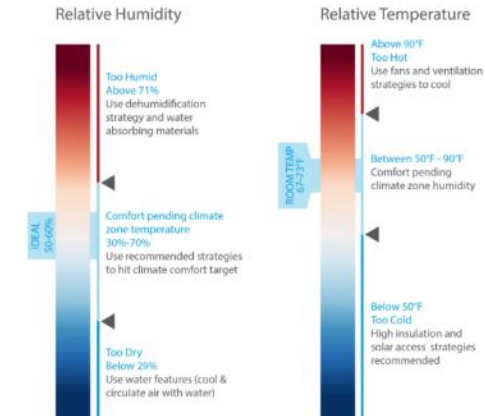 Relative Humidity
Too Humid
Above 71%
Use dehumidification
strategy and water
absorbing materials
IDEAL
50-60%
Comfort pending climate
zone temperature
30%-70%
Use recommended strategies
to hit climate comfort target
Too Dry
Below 29%
Use water features (cool &
circulate air with water)
Relative Temperature
Above 90°F
Too Hot
Use fans and ventilation
strategies to cool
ROOM TEMP
67-73°F
Between 50°F - 90°F
Comfort pending
climate zone humidity
Below 50°F
Too Cold
High insulation and
solar access strategies
recommended